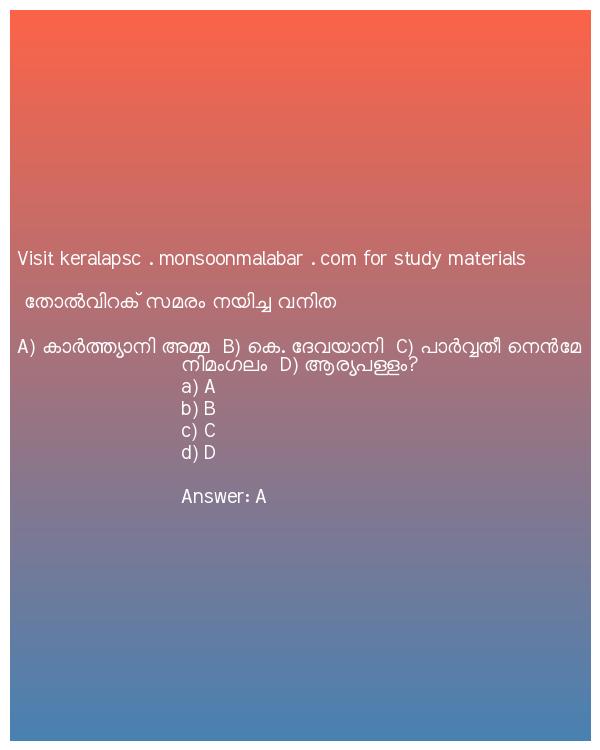 Visit keralapsc . monsoonmalabar . com for study materials
തോൽവിറക് സമരം നയിച്ച വനിത
A) കാർത്ത്യാനി അമ്മ B) കെ. ദേവയാനി C) പാർവ്വതീ നെൻമേ
നിമംഗലം D) ആര്യപള്ളം?
a) A
b) B
c) C
d) D
Answer: A